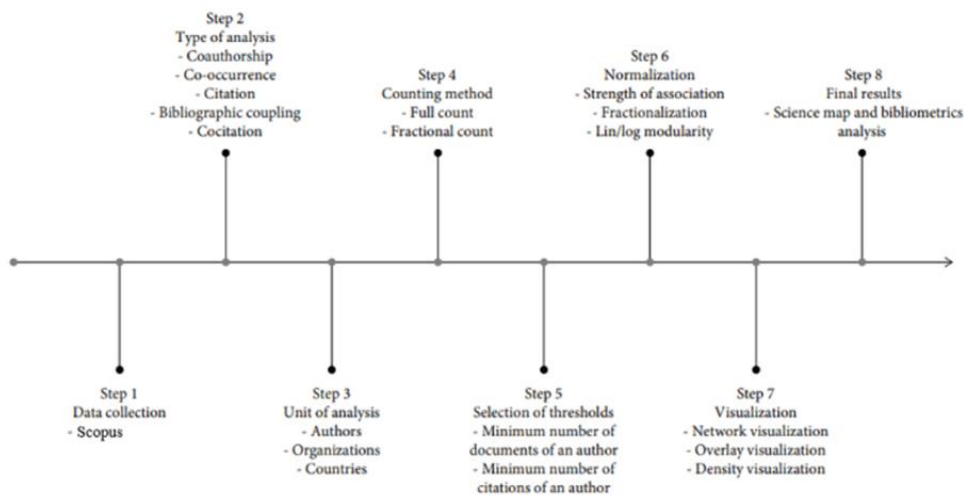 Step 1
Data collection
- Scopus
Step 2
Type of analysis
- Coauthorship
- Co-occurrence
- Citation
- Bibliographic coupling
- Cocitation
Step 3
Unit of analysis
- Authors
- Organizations
- Countries
Step 4
Counting method
- Full count
- Fractional count
Step 5
Selection of thresholds
- Minimum number of
documents of an author
- Minimum number of
citations of an author
Step 6
Normalization
- Strength of association
- Fractionalization
- Lin/log modularity
Step 7
Visualization
- Network visualization
- Overlay visualization
- Density visualization
Step 8
Final results
- Science map and bibliometrics
analysis